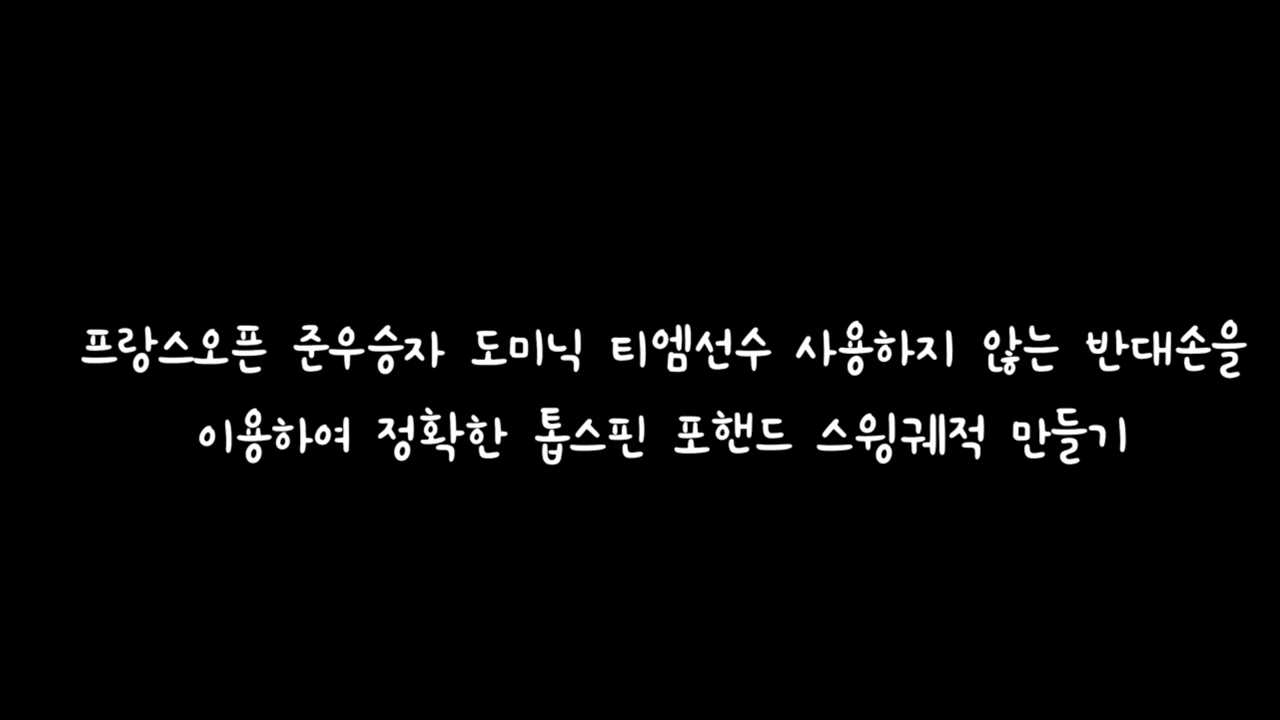 프랑스오픈 준우승자 도미닉 티엠선수 사용하지 않는 반대손을
이용하여 정확한 톱스핀 포핸드 스윙궤적 만들기